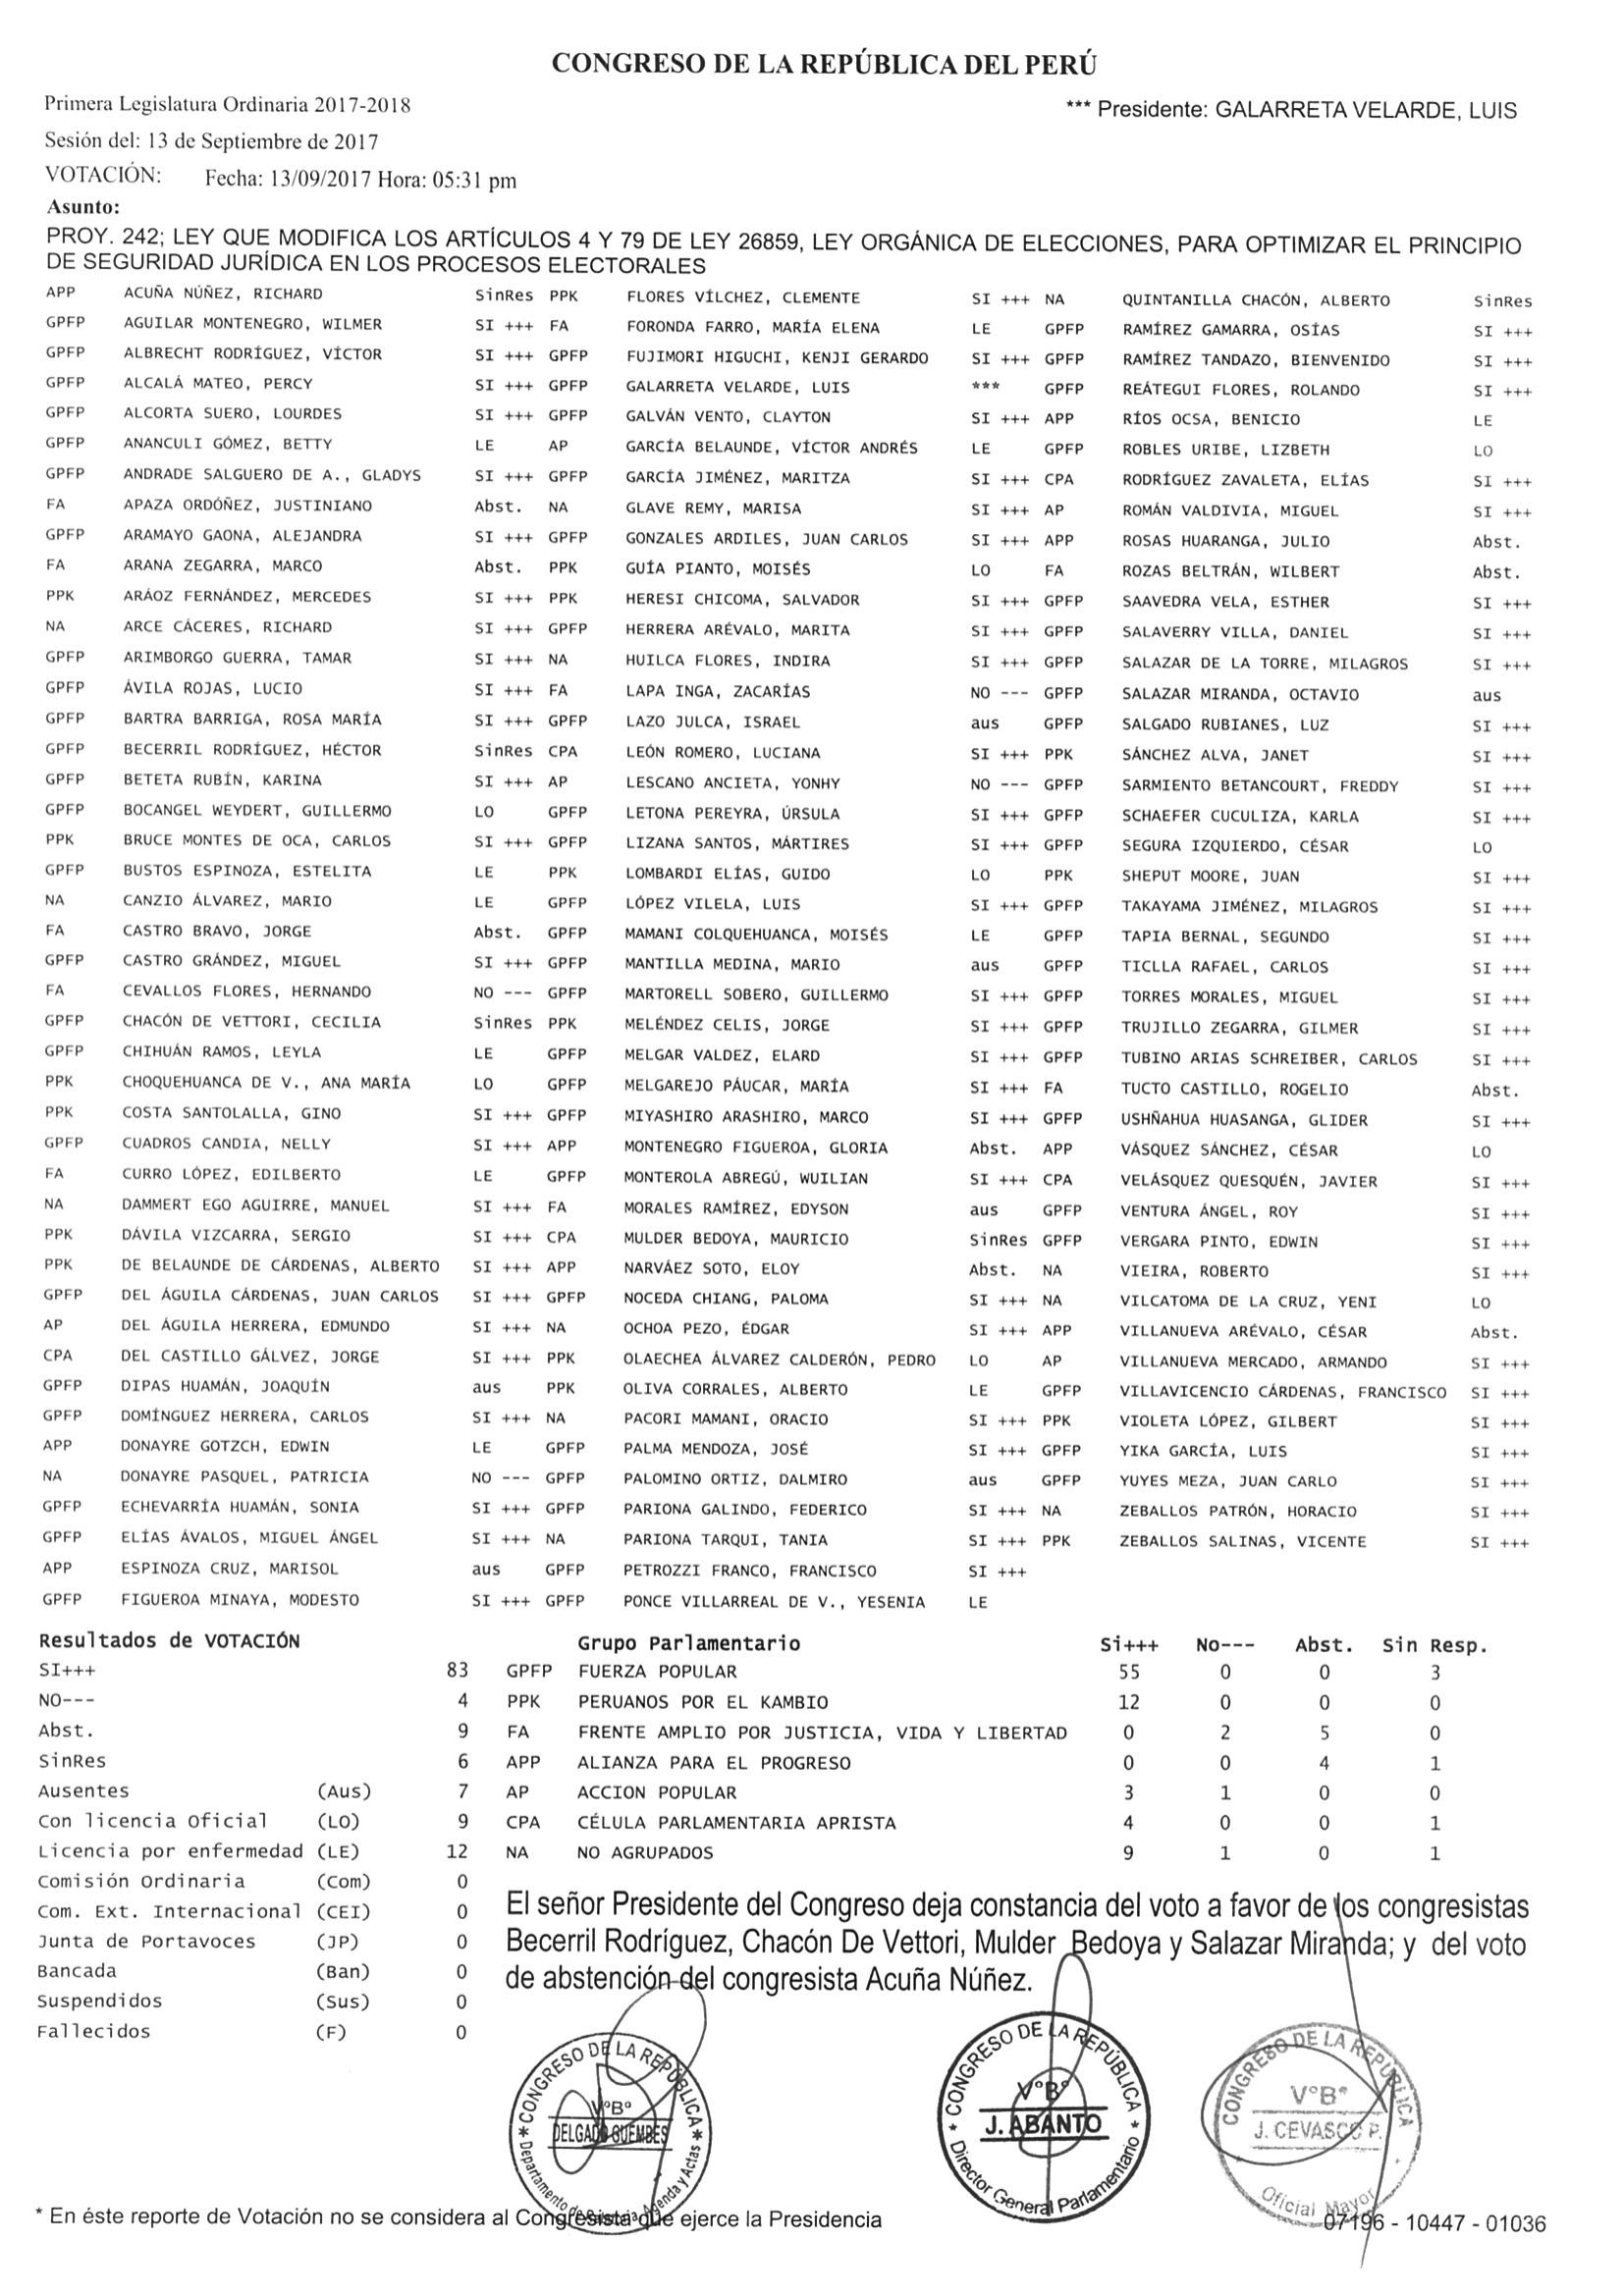 CONGRESO DE LA REPÚBLICA DEL PERÚ
Primera Legislatura Ordinaria 2017-2018 *** Presidente: GALARRETA VELARDE, LUIS
Sesión del: 13 de Septiembre de 2017
VOTACIÓN: Fecha: 13/09/2017 Hora: 05:31 pm
Asunto:
PROY. 242; LEY QUE MODIFICA LOS ARTÍCULOS 4 Y 79 DE LEY 26859, LEY ORGÁNICA DE ELECCIONES, PARA OPTIMIZAR EL PRINCIPIO
DE SEGURIDAD JURÍDICA EN LOS PROCESOS ELECTORALES
APP ACUÑA NÚÑEZ, RICHARD SinRes PPK FLORES VÍLCHEZ, CLEMENTE SI +++ NA QUINTANILLA CHACÓN, ALBERTO SinRes
GPFP AGUILAR MONTENEGRO, WILMER SI +++ FA FORONDA FARRO, MARÍA ELENA LE GPFP RAMÍREZ GAMARRA, OSÍAS SI +++
GPFP ALBRECHT RODRÍGUEZ, VÍCTOR SI +++ GPFP FUJIMORI HIGUCHI, KENJI GERARDO SI +++ GPFP RAMÍREZ TANDAZO, BIENVENIDO SI +++
GPFP ALCALÁ MATEO, PERCY SI +++ GPFP GALARRETA VELARDE, LUIS *** GPFP REÁTEGUI FLORES, ROLANDO SI +++
GPFP ALCORTA SUERO, LOURDES SI +++ GPFP GALVÁN VENTO, CLAYTON SI +++ APP RÍOS OCSA, BENICIO LE
GPFP ANANCULI GÓMEZ, BETTY LE AP GARCÍA BELAUNDE, VÍCTOR ANDRÉS LE GPFP ROBLES URIBE, LIZBETH LO
GPFP ANDRADE SALGUERO DE A., GLADYS SI +++ GPFP GARCÍA JIMÉNEZ, MARITZA SI +++ CPA RODRÍGUEZ ZAVALETA, ELÍAS SI +++
FA APAZA ORDÓÑEZ, JUSTINIANO Abst. NA GLAVE REMY, MARISA SI +++ AP ROMÁN VALDIVIA, MIGUEL SI +++
GPFP ARAMAYO GAONA, ALEJANDRA SI +++ GPFP GONZALES ARDILES, JUAN CARLOS SI +++ APP ROSAS HUARANGA, JULIO Abst.
FA ARANA ZEGARRA, MARCO Abst. PPK GUÍA PIANTO, MOISÉS LO FA ROZAS BELTRÁN, WILBERT Abst.
PPK ARÁOZ FERNÁNDEZ, MERCEDES SI +++ PPK HERESI CHICOMA, SALVADOR SI +++ GPFP SAAVEDRA VELA, ESTHER SI +++
NA ARCE CÁCERES, RICHARD SI +++ GPFP HERRERA ARÉVALO, MARITA SI +++ GPFP SALAVERRY VILLA, DANIEL SI +++
GPFP ARIMBORGO GUERRA, TAMAR SI +++ NA HUILCA FLORES, INDIRA SI +++ GPFP SALAZAR DE LA TORRE, MILAGROS SI +++
GPFP ÁVILA ROJAS, LUCIO SI +++ FA LAPA INGA, ZACARÍAS NO --- GPFP SALAZAR MIRANDA, OCTAVIO aus
GPFP BARTRA BARRIGA, ROSA MARÍA SI +++ GPFP LAZO JULCA, ISRAEL aus GPFP SALGADO RUBIANES, LUZ SI +++
GPFP BECERRIL RODRÍGUEZ, HÉCTOR SinRes CPA LEÓN ROMERO, LUCIANA SI +++ PPK SÁNCHEZ ALVA, JANET SI +++
GPFP BETETA RUBÍN, KARINA SI +++ AP LESCANO ANCIETA, YONHY NO --- GPFP SARMIENTO BETANCOURT, FREDDY SI +++
GPFP BOCANGEL WEYDERT, GUILLERMO LO GPFP LETONA PEREYRA, ÚRSULA SI +++ GPFP SCHAEFER CUCULIZA, KARLA SI +++
PPK BRUCE MONTES DE OCA, CARLOS SI +++ GPFP LIZANA SANTOS, MÁRTIRES SI +++ GPFP SEGURA IZQUIERDO, CÉSAR LO
GPFP BUSTOS ESPINOZA, ESTELITA LE PPK LOMBARDI ELÍAS, GUIDO LO PPK SHEPUT MOORE, JUAN SI +++
NA CANZIO ÁLVAREZ, MARIO LE GPFP LÓPEZ VILELA, LUIS SI +++ GPFP TAKAYAMA JIMÉNEZ, MILAGROS SI +++
FA CASTRO BRAVO, JORGE Abst. GPFP MAMANI COLQUEHUANCA, MOISÉS LE GPFP TAPIA BERNAL, SEGUNDO SI +++
GPFP CASTRO GRÁNDEZ, MIGUEL SI +++ GPFP MANTILLA MEDINA, MARIO aus GPFP TICLLA RAFAEL, CARLOS SI +++
FA CEVALLOS FLORES, HERNANDO NO --- GPFP MARTORELL SOBERO, GUILLERMO SI +++ GPFP TORRES MORALES, MIGUEL SI +++
GPFP CHACÓN DE VETTORI, CECILIA SinRes PPK MELÉNDEZ CELIS, JORGE SI +++ GPFP TRUJILLO ZEGARRA, GILMER SI +++
GPFP CHIHUÁN RAMOS, LEYLA LE GPFP MELGAR VALDEZ, ELARD SI +++ GPFP TUBINO ARIAS SCHREIBER, CARLOS SI +++
PPK CHOQUEHUANCA DE V., ANA MARÍA LO GPFP MELGAREJO PÁUCAR, MARÍA SI +++ FA TUCTO CASTILLO, ROGELIO Abst.
PPK COSTA SANTOLALLA, GINO SI +++ GPFP MIYASHIRO ARASHIRO, MARCO SI +++ GPFP USHÑAHUA HUASANGA, GLIDER SI +++
GPFP CUADROS CANDIA, NELLY SI +++ APP MONTENEGRO FIGUEROA, GLORIA Abst. APP VÁSQUEZ SÁNCHEZ, CÉSAR LO
FA CURRO LÓPEZ, EDILBERTO LE GPFP MONTEROLA ABREGÚ, WUILIAN SI +++ CPA VELÁSQUEZ QUESQUÉN, JAVIER SI +++
NA DAMMERT EGO AGUIRRE, MANUEL SI +++ FA MORALES RAMÍREZ, EDYSON aus GPFP VENTURA ÁNGEL, ROY SI +++
PPK DÁVILA VIZCARRA, SERGIO SI +++ CPA MULDER BEDOYA, MAURICIO SinRes GPFP VERGARA PINTO, EDWIN SI +++
PPK DE BELAUNDE DE CÁRDENAS, ALBERTO SI +++ APP NARVÁEZ SOTO, ELOY Abst. NA VIEIRA, ROBERTO SI +++
GPFP DEL ÁGUILA CÁRDENAS, JUAN CARLOS SI +++ GPFP NOCEDA CHIANG, PALOMA SI +++ NA VILCATOMA DE LA CRUZ, YENI LO
AP DEL ÁGUILA HERRERA, EDMUNDO SI +++ NA OCHOA PEZO, ÉDGAR SI +++ APP VILLANUEVA ARÉVALO, CÉSAR Abst.
CPA DEL CASTILLO GÁLVEZ, JORGE SI +++ PPK OLAECHEA ÁLVAREZ CALDERÓN, PEDRO LO AP VILLANUEVA MERCADO, ARMANDO SI +++
GPFP DIPAS HUAMÁN, JOAQUÍN aus PPK OLIVA CORRALES, ALBERTO LE GPFP VILLAVICENCIO CÁRDENAS, FRANCISCO SI +++
GPFP DOMÍNGUEZ HERRERA, CARLOS SI +++ NA PACORI MAMANI, ORACIO SI +++ PPK VIOLETA LÓPEZ, GILBERT SI +++
APP DONAYRE GOTZCH, EDWIN LE GPFP PALMA MENDOZA, JOSÉ SI +++ GPFP YIKA GARCÍA, LUIS SI +++
NA DONAYRE PASQUEL, PATRICIA NO --- GPFP PALOMINO ORTIZ, DALMIRO aus GPFP YUYES MEZA, JUAN CARLO SI +++
GPFP ECHEVARRÍA HUAMÁN, SONIA SI +++ GPFP PARIONA GALINDO, FEDERICO SI +++ NA ZEBALLOS PATRÓN, HORACIO SI +++
GPFP ELÍAS ÁVALOS, MIGUEL ÁNGEL SI +++ NA PARIONA TARQUI, TANIA SI +++ PPK ZEBALLOS SALINAS, VICENTE SI +++
APP ESPINOZA CRUZ, MARISOL aus GPFP PETROZZI FRANCO, FRANCISCO SI +++
GPFP FIGUEROA MINAYA, MODESTO SI +++ GPFP PONCE VILLARREAL DE V., YESENIA LE
Resultados de VOTACIÓN Grupo Parlamentario Si+++ No--- Abst. Sin Resp.
SI+++ 83 GPFP FUERZA POPULAR 55 0 0 3
NO--- 4 PPK PERUANOS POR EL KAMBIO 12 0 0 0
Abst. 9 FA FRENTE AMPLIO POR JUSTICIA, VIDA Y LIBERTAD 0 2 5 0
SinRes 6 APP ALIANZA PARA EL PROGRESO 0 0 4 1
Ausentes (Aus) 7 AP ACCION POPULAR 3 1 0 0
Con licencia Oficial (LO) 9 CPA CÉLULA PARLAMENTARIA APRISTA 4 0 0 1
Licencia por enfermedad (LE) 12 NA NO AGRUPADOS 9 1 0 1
Comisión Ordinaria (Com) 0
Com. Ext. Internacional (CEI) 0
Junta de Portavoces (JP) 0
Bancada (Ban) 0
Suspendidos (Sus) 0
Fallecidos (F) 0
El señor Presidente del Congreso deja constancia del voto a favor de los congresistas
Becerril Rodríguez, Chacón De Vettori, Mulder Bedoya y Salazar Miranda; y del voto
de abstención del congresista Acuña Núñez.
* CONGRESO DE LA REPÚBLICA *
V°B°
DELGADO GUEMBES
Departamento de Agenda y Actas
* CONGRESO DE LA REPÚBLICA *
V°B°
J. ABANTO
Director General Parlamentario
CONGRESO DE LA REPÚBLICA
V°B°
J. CEVASCO P.
Oficial Mayor
* En éste reporte de Votación no se considera al Congresista que ejerce la Presidencia
07196 - 10447 - 01036